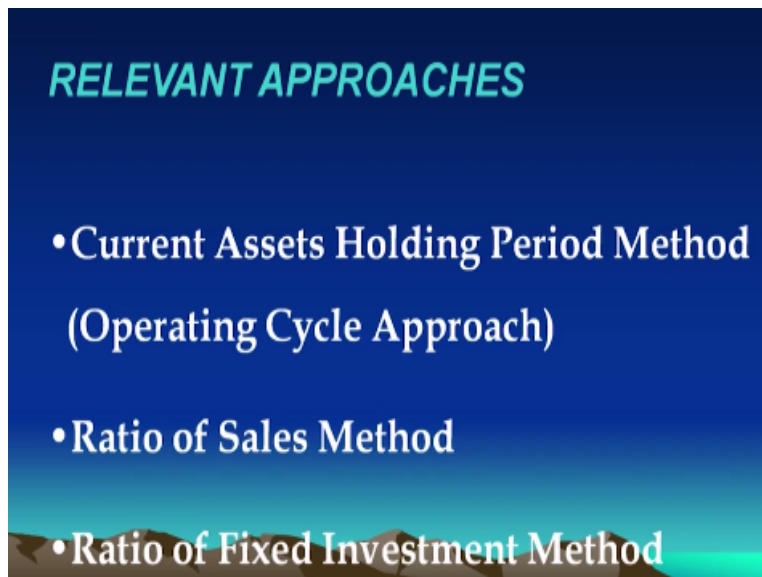 RELEVANT APPROACHES
•Current Assets Holding Period Method
(Operating Cycle Approach)
•Ratio of Sales Method
•Ratio of Fixed Investment Method